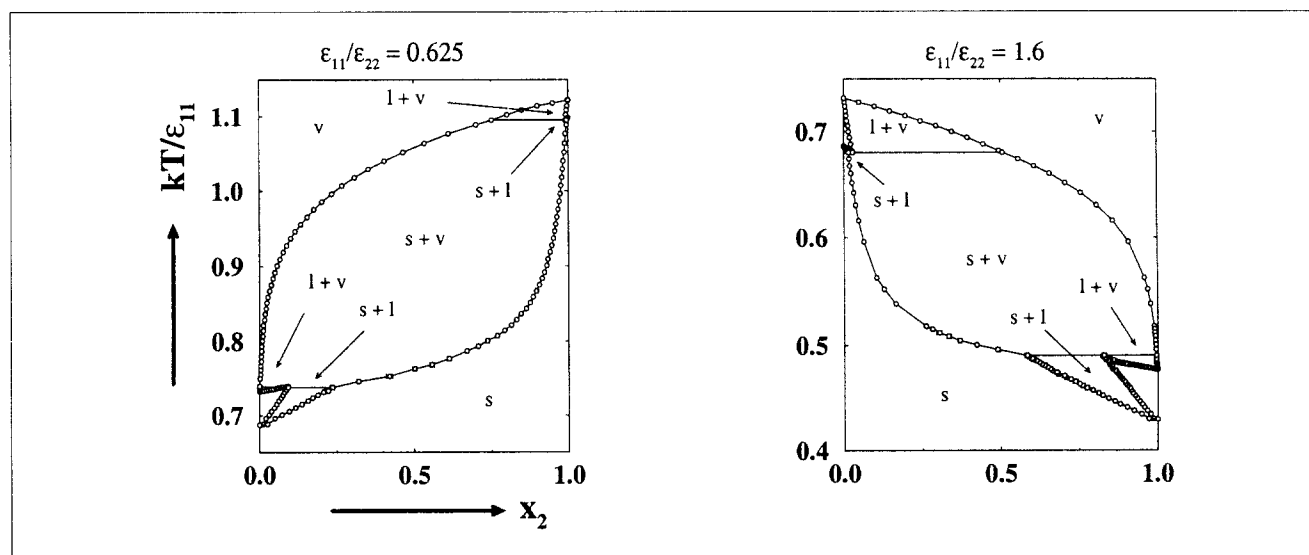 ε₁₁/ε₂₂ = 0.625
kT/ε₁₁
1.1
1.0
0.9
0.8
0.7
v
l + v
s + l
s + v
l + v
s + l
s
0.0
0.5
1.0
x₂
ε₁₁/ε₂₂ = 1.6
0.7
0.6
0.5
0.4
l + v
v
s + l
s + v
l + v
s + l
s
0.0
0.5
1.0